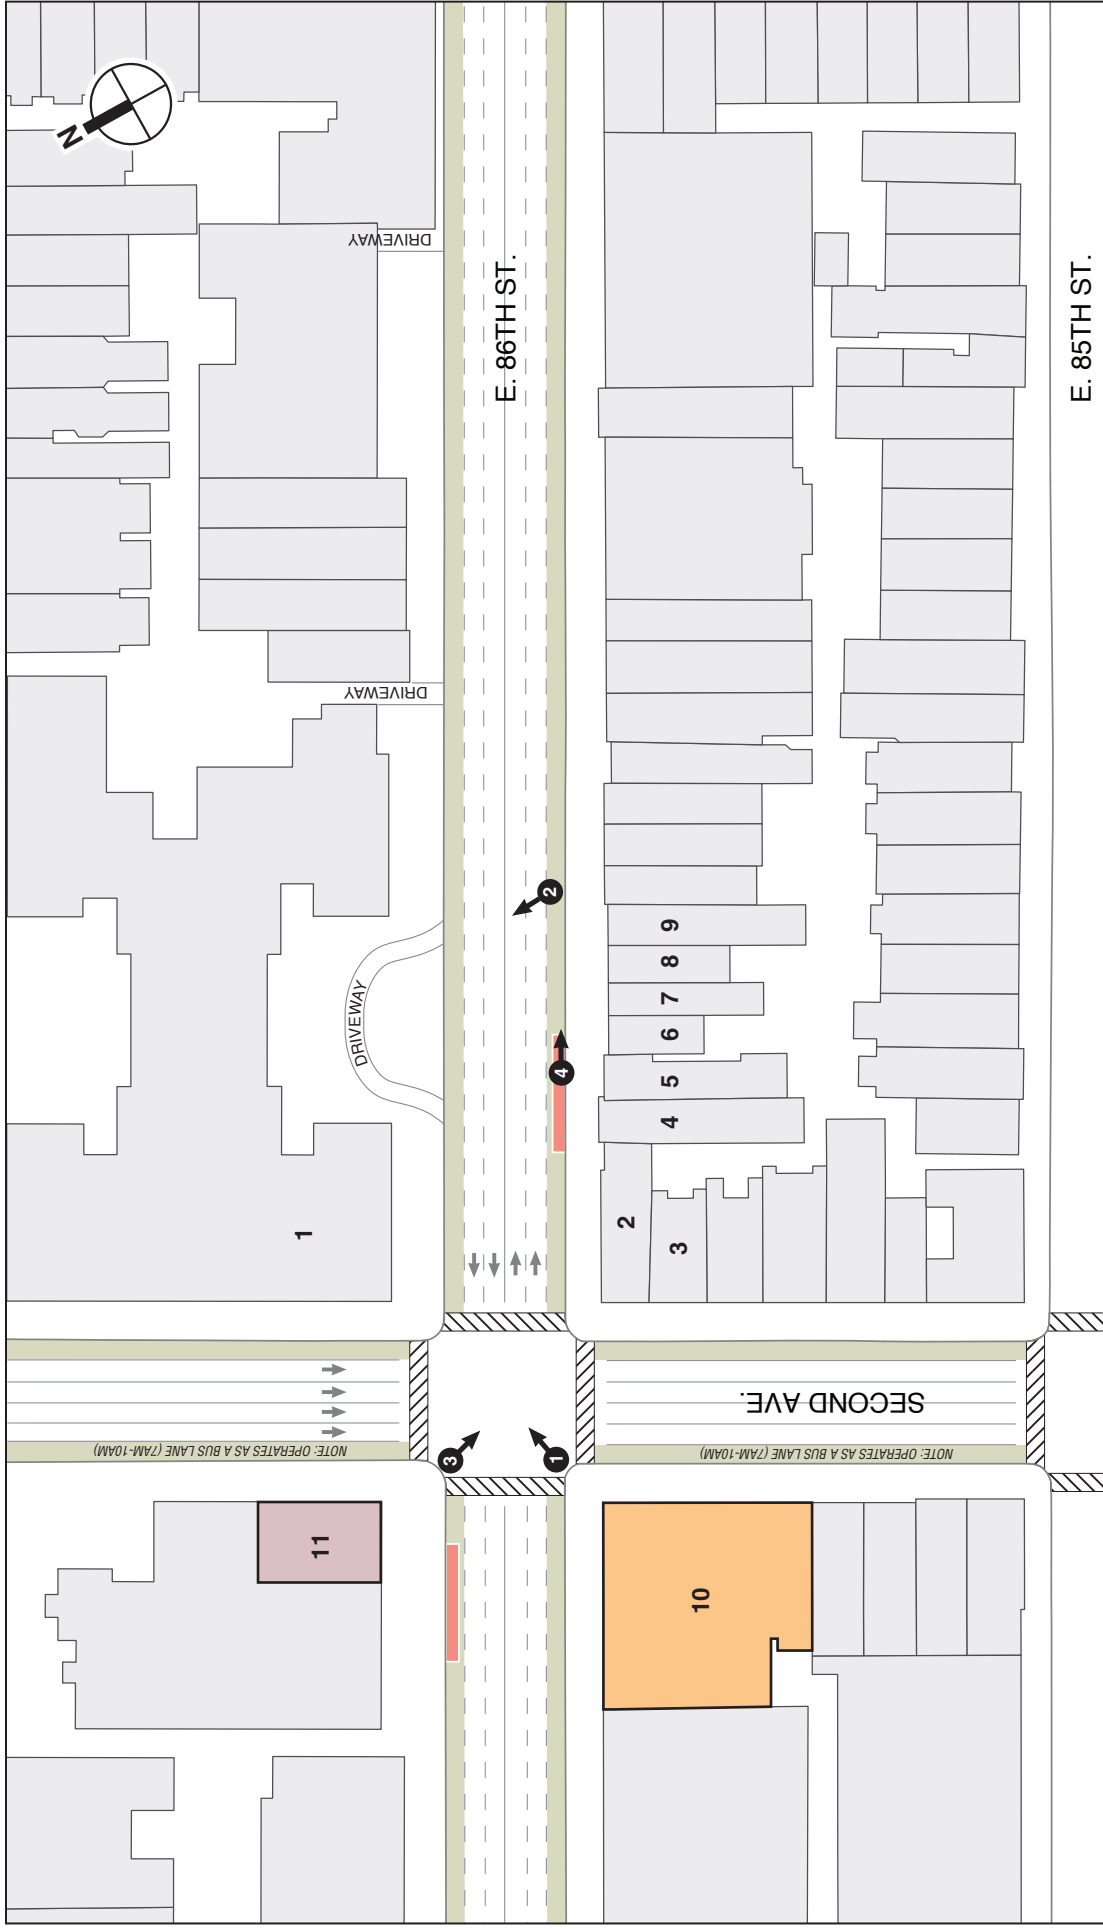 N
DRIVEWAY
E. 86TH ST.
E. 85TH ST.
DRIVEWAY
DRIVEWAY
2
4
9
8
7
6
5
4
2
3
1
SECOND AVE.
NOTE: OPERATES AS A BUS LANE (7AM-10AM)
NOTE: OPERATES AS A BUS LANE (7AM-10AM)
3
1
11
10